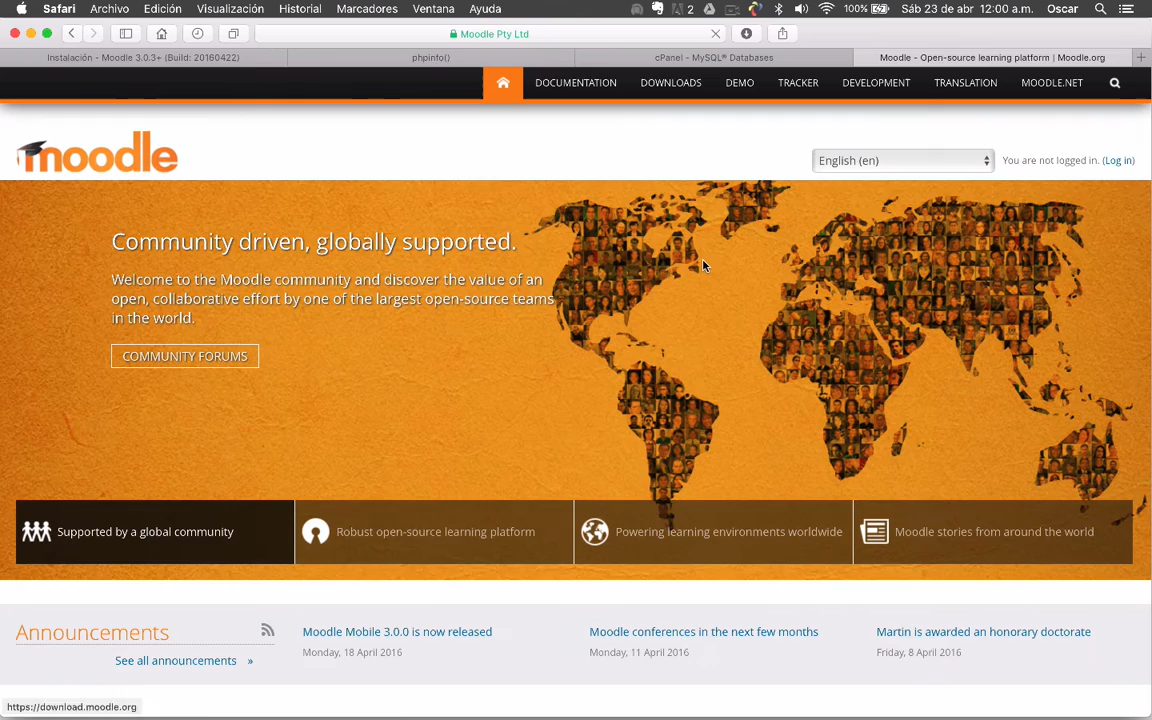 Safari Archivo Edición Visualización Historial Marcadores Ventana Ayuda 2 100% Sáb 23 de abr 12:00 a.m. Oscar
Moodle Pty Ltd
Instalación - Moodle 3.0.3+ (Build: 20160422) phpinfo() cPanel - MySQL® Databases Moodle - Open-source learning platform | Moodle.org
DOCUMENTATION DOWNLOADS DEMO TRACKER DEVELOPMENT TRANSLATION MOODLE.NET
moodle
English (en) You are not logged in. (Log in)
Community driven, globally supported.
Welcome to the Moodle community and discover the value of an
open, collaborative effort by one of the largest open-source teams
in the world.
COMMUNITY FORUMS
Supported by a global community Robust open-source learning platform Powering learning environments worldwide Moodle stories from around the world
Announcements
See all announcements »
Moodle Mobile 3.0.0 is now released
Monday, 18 April 2016
Moodle conferences in the next few months
Monday, 11 April 2016
Martin is awarded an honorary doctorate
Friday, 8 April 2016
https://download.moodle.org